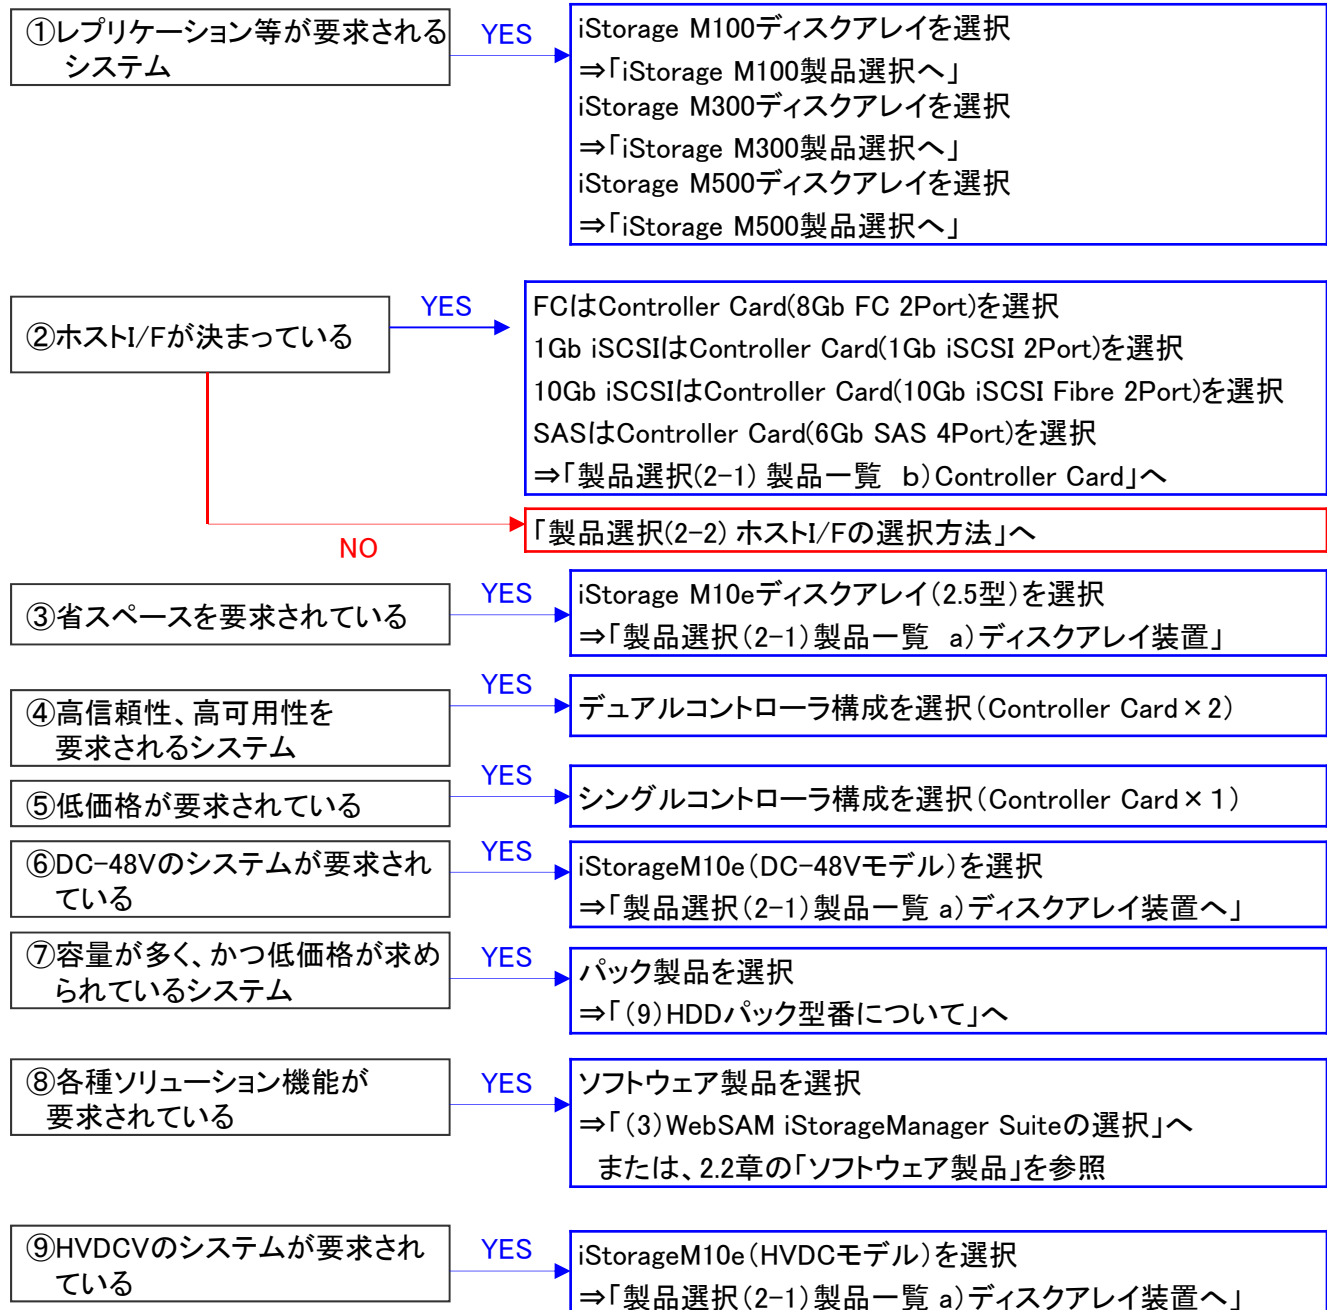 ①レプリケーション等が要求される
システム
YES
iStorage M100ディスクアレイを選択
⇒「iStorage M100製品選択へ」
iStorage M300ディスクアレイを選択
⇒「iStorage M300製品選択へ」
iStorage M500ディスクアレイを選択
⇒「iStorage M500製品選択へ」
②ホストI/Fが決まっている
YES
FCはController Card(8Gb FC 2Port)を選択
1Gb iSCSIはController Card(1Gb iSCSI 2Port)を選択
10Gb iSCSIはController Card(10Gb iSCSI Fibre 2Port)を選択
SASはController Card(6Gb SAS 4Port)を選択
⇒「製品選択(2-1) 製品一覧 b)Controller Card」へ
NO
「製品選択(2-2) ホストI/Fの選択方法」へ
③省スペースを要求されている
YES
iStorage M10eディスクアレイ(2.5型)を選択
⇒「製品選択(2-1)製品一覧 a)ディスクアレイ装置」
④高信頼性、高可用性を
要求されるシステム
YES
デュアルコントローラ構成を選択(Controller Card×2)
⑤低価格が要求されている
YES
シングルコントローラ構成を選択(Controller Card×1)
⑥DC-48Vのシステムが要求され
ている
YES
iStorageM10e(DC-48Vモデル)を選択
⇒「製品選択(2-1)製品一覧 a)ディスクアレイ装置へ」
⑦容量が多く、かつ低価格が求め
られているシステム
YES
パック製品を選択
⇒「(9)HDDパック型番について」へ
⑧各種ソリューション機能が
要求されている
YES
ソフトウェア製品を選択
⇒「(3)WebSAM iStorageManager Suiteの選択」へ
または、2.2章の「ソフトウェア製品」を参照
⑨HVDCVのシステムが要求され
ている
YES
iStorageM10e(HVDCモデル)を選択
⇒「製品選択(2-1)製品一覧 a)ディスクアレイ装置へ」